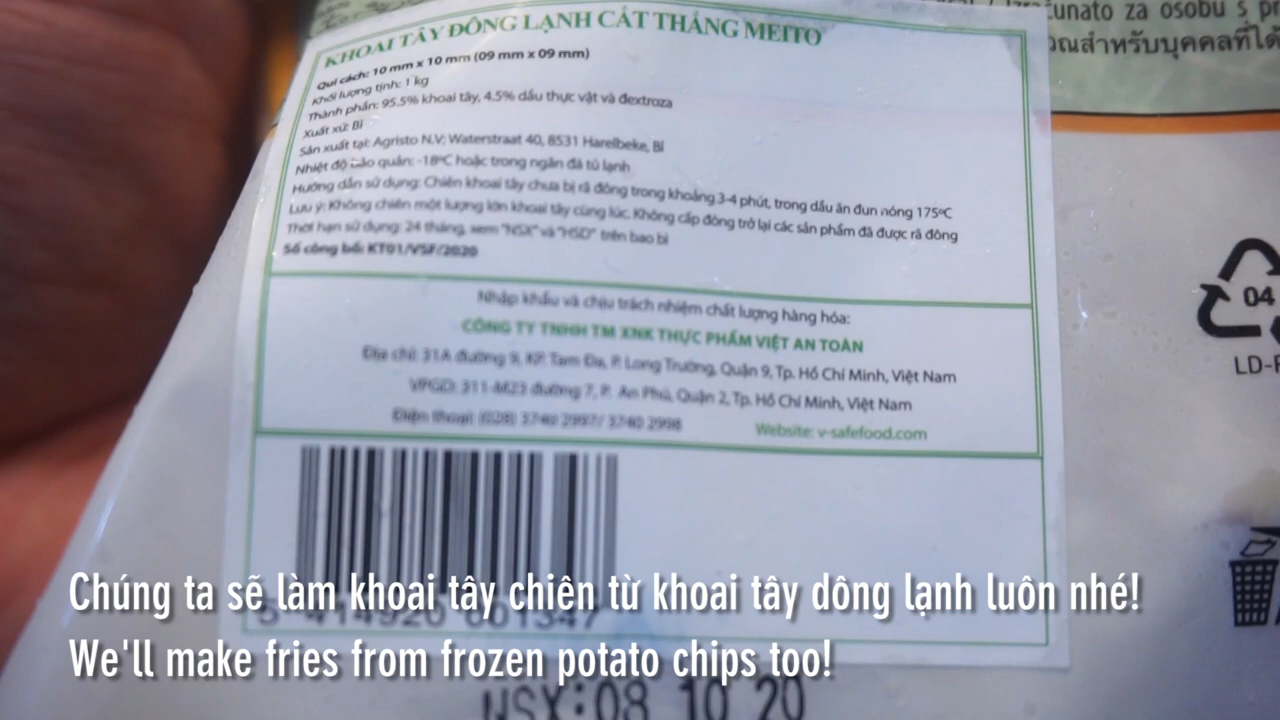 KHOAI TÂY ĐÔNG LẠNH CẮT THẲNG MEITO
Qui cách: 10 mm x 10 mm (09 mm x 09 mm)
Khối lượng tịnh: 1 kg
Thành phần: 95.5% khoai tây, 4.5% dầu thực vật và đextroza
Xuất xứ: Bỉ
Sản xuất tại: Agristo N.V; Waterstraat 40, 8531 Harelbeke, Bỉ
Nhiệt độ bảo quản: -18ºC hoặc trong ngăn đá tủ lạnh
Hướng dẫn sử dụng: Chiên khoai tây chưa bị rã đông trong khoảng 3-4 phút, trong dầu ăn đun nóng 175ºC
Lưu ý: Không chiên một lượng lớn khoai tây cùng lúc. Không cấp đông trở lại các sản phẩm đã được rã đông
Thời hạn sử dụng: 24 tháng, xem "NSX" và "HSD" trên bao bì
Số công bố: KT01/VSF/2020
Nhập khẩu và chịu trách nhiệm chất lượng hàng hóa:
CÔNG TY TNHH TM XNK THỰC PHẨM VIỆT AN TOÀN
Địa chỉ: 31A đường 9, KP. Tam Đa, P. Long Trường, Quận 9, Tp. Hồ Chí Minh, Việt Nam
VPGD: 311-M23 đường 7, P. An Phú, Quận 2, Tp. Hồ Chí Minh, Việt Nam
Điện thoại: (028) 3740 2997/ 3740 2998
Website: v-safefood.com
za osobu s
04
Chúng ta sẽ làm khoai tây chiên từ khoai tây dông lạnh luôn nhé!
We'll make fries from frozen potato chips too!
NSX: 08 10 20